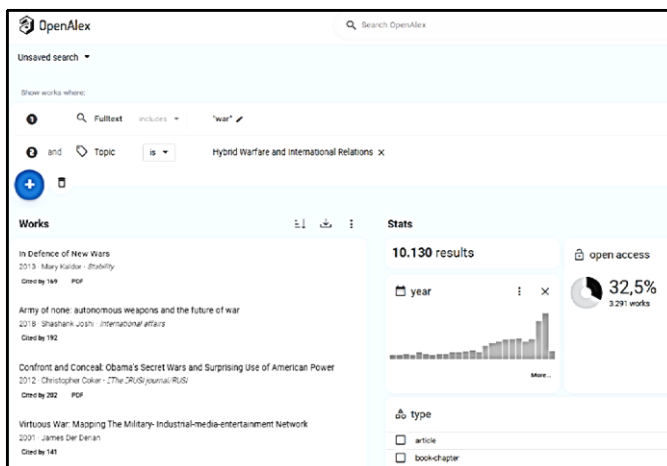 OpenAlex
Search OpenAlex
Unsaved search
Show works where:
1 Fulltext includes "war"
2 and Topic is Hybrid Warfare and International Relations
Works
In Defence of New Wars
2013 · Mary Kaldor · Stability
Cited by 169 PDF
Army of none: autonomous weapons and the future of war
2018 · Shashank Joshi · International affairs
Cited by 192
Confront and Conceal: Obama's Secret Wars and Surprising Use of American Power
2012 · Christopher Coker · The RUSI journal/RUSI
Cited by 202 PDF
Virtuous War: Mapping The Military- Industrial-media-entertainment Network
2001 · James Der Derian
Cited by 141
Stats
10.130 results
year
More...
type
article
book-chapter
open access
32,5%
3.291 works